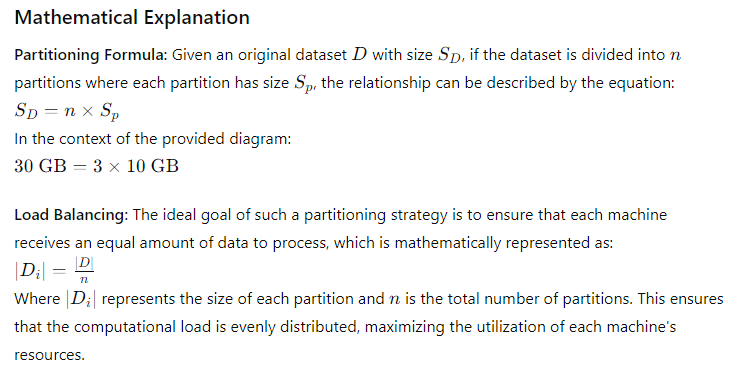 Mathematical Explanation
Partitioning Formula: Given an original dataset D with size S_D, if the dataset is divided into n
partitions where each partition has size S_p, the relationship can be described by the equation:
S_D = n × S_p
In the context of the provided diagram:
30 GB = 3 × 10 GB
Load Balancing: The ideal goal of such a partitioning strategy is to ensure that each machine
receives an equal amount of data to process, which is mathematically represented as:
|D_i| = |D|/n
Where |D_i| represents the size of each partition and n is the total number of partitions. This ensures
that the computational load is evenly distributed, maximizing the utilization of each machine's
resources.